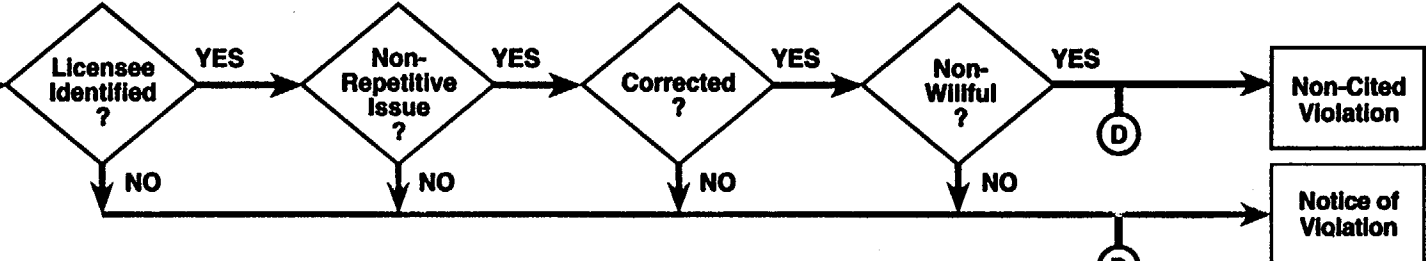 Licensee
Identified
?
YES
Non-
Repetitive
Issue
?
YES
Corrected
?
YES
Non-
Willful
?
YES
D
Non-Cited
Violation
NO
NO
NO
NO
Notice of
Violation